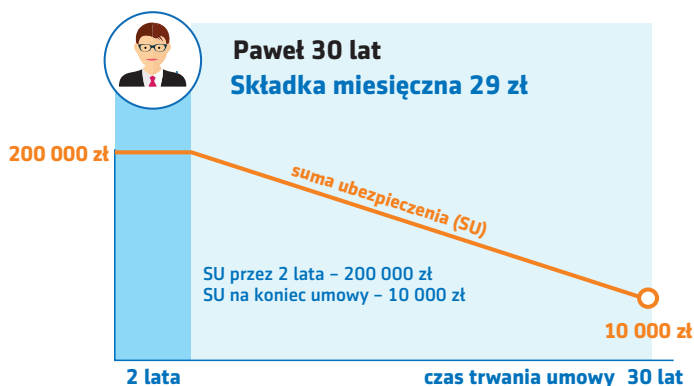 Paweł 30 lat
Składka miesięczna 29 zł
200 000 zł
suma ubezpieczenia (SU)
SU przez 2 lata – 200 000 zł
SU na koniec umowy – 10 000 zł
10 000 zł
2 lata
czas trwania umowy 30 lat